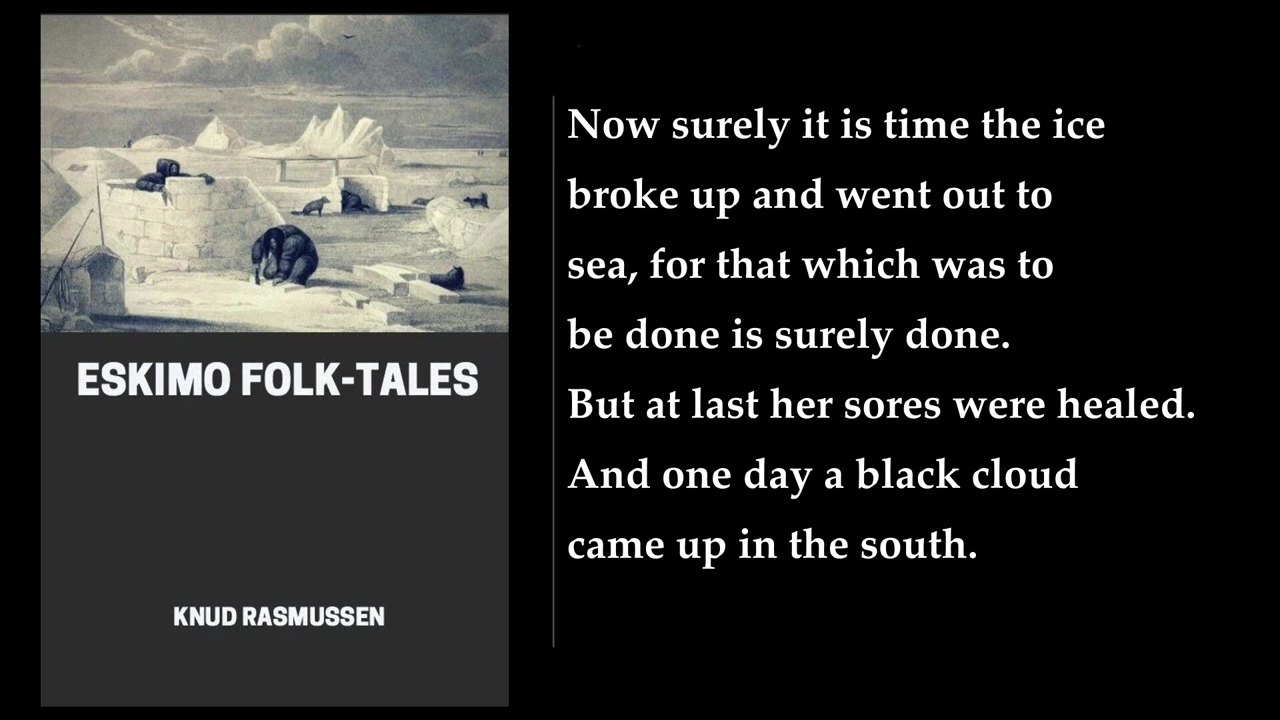 ESKIMO FOLK-TALES
KNUD RASMUSSEN
Now surely it is time the ice
broke up and went out to
sea, for that which was to
be done is surely done.
But at last her sores were healed.
And one day a black cloud
came up in the south.